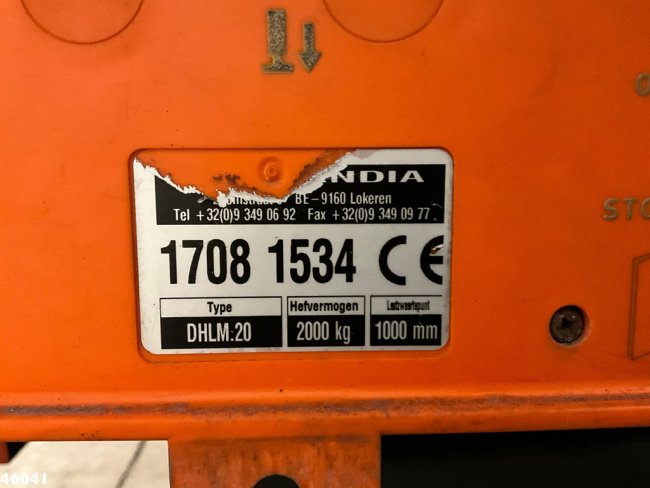 NDIA
BE-9160 Lokeren
Tel +32(0)9 349 06 92 Fax +32(0)9 349 09 77
1708 1534 CE
Type Hefvermogen Lastzwaartepunt
DHLM:20 2000 kg 1000 mm
STO
46041